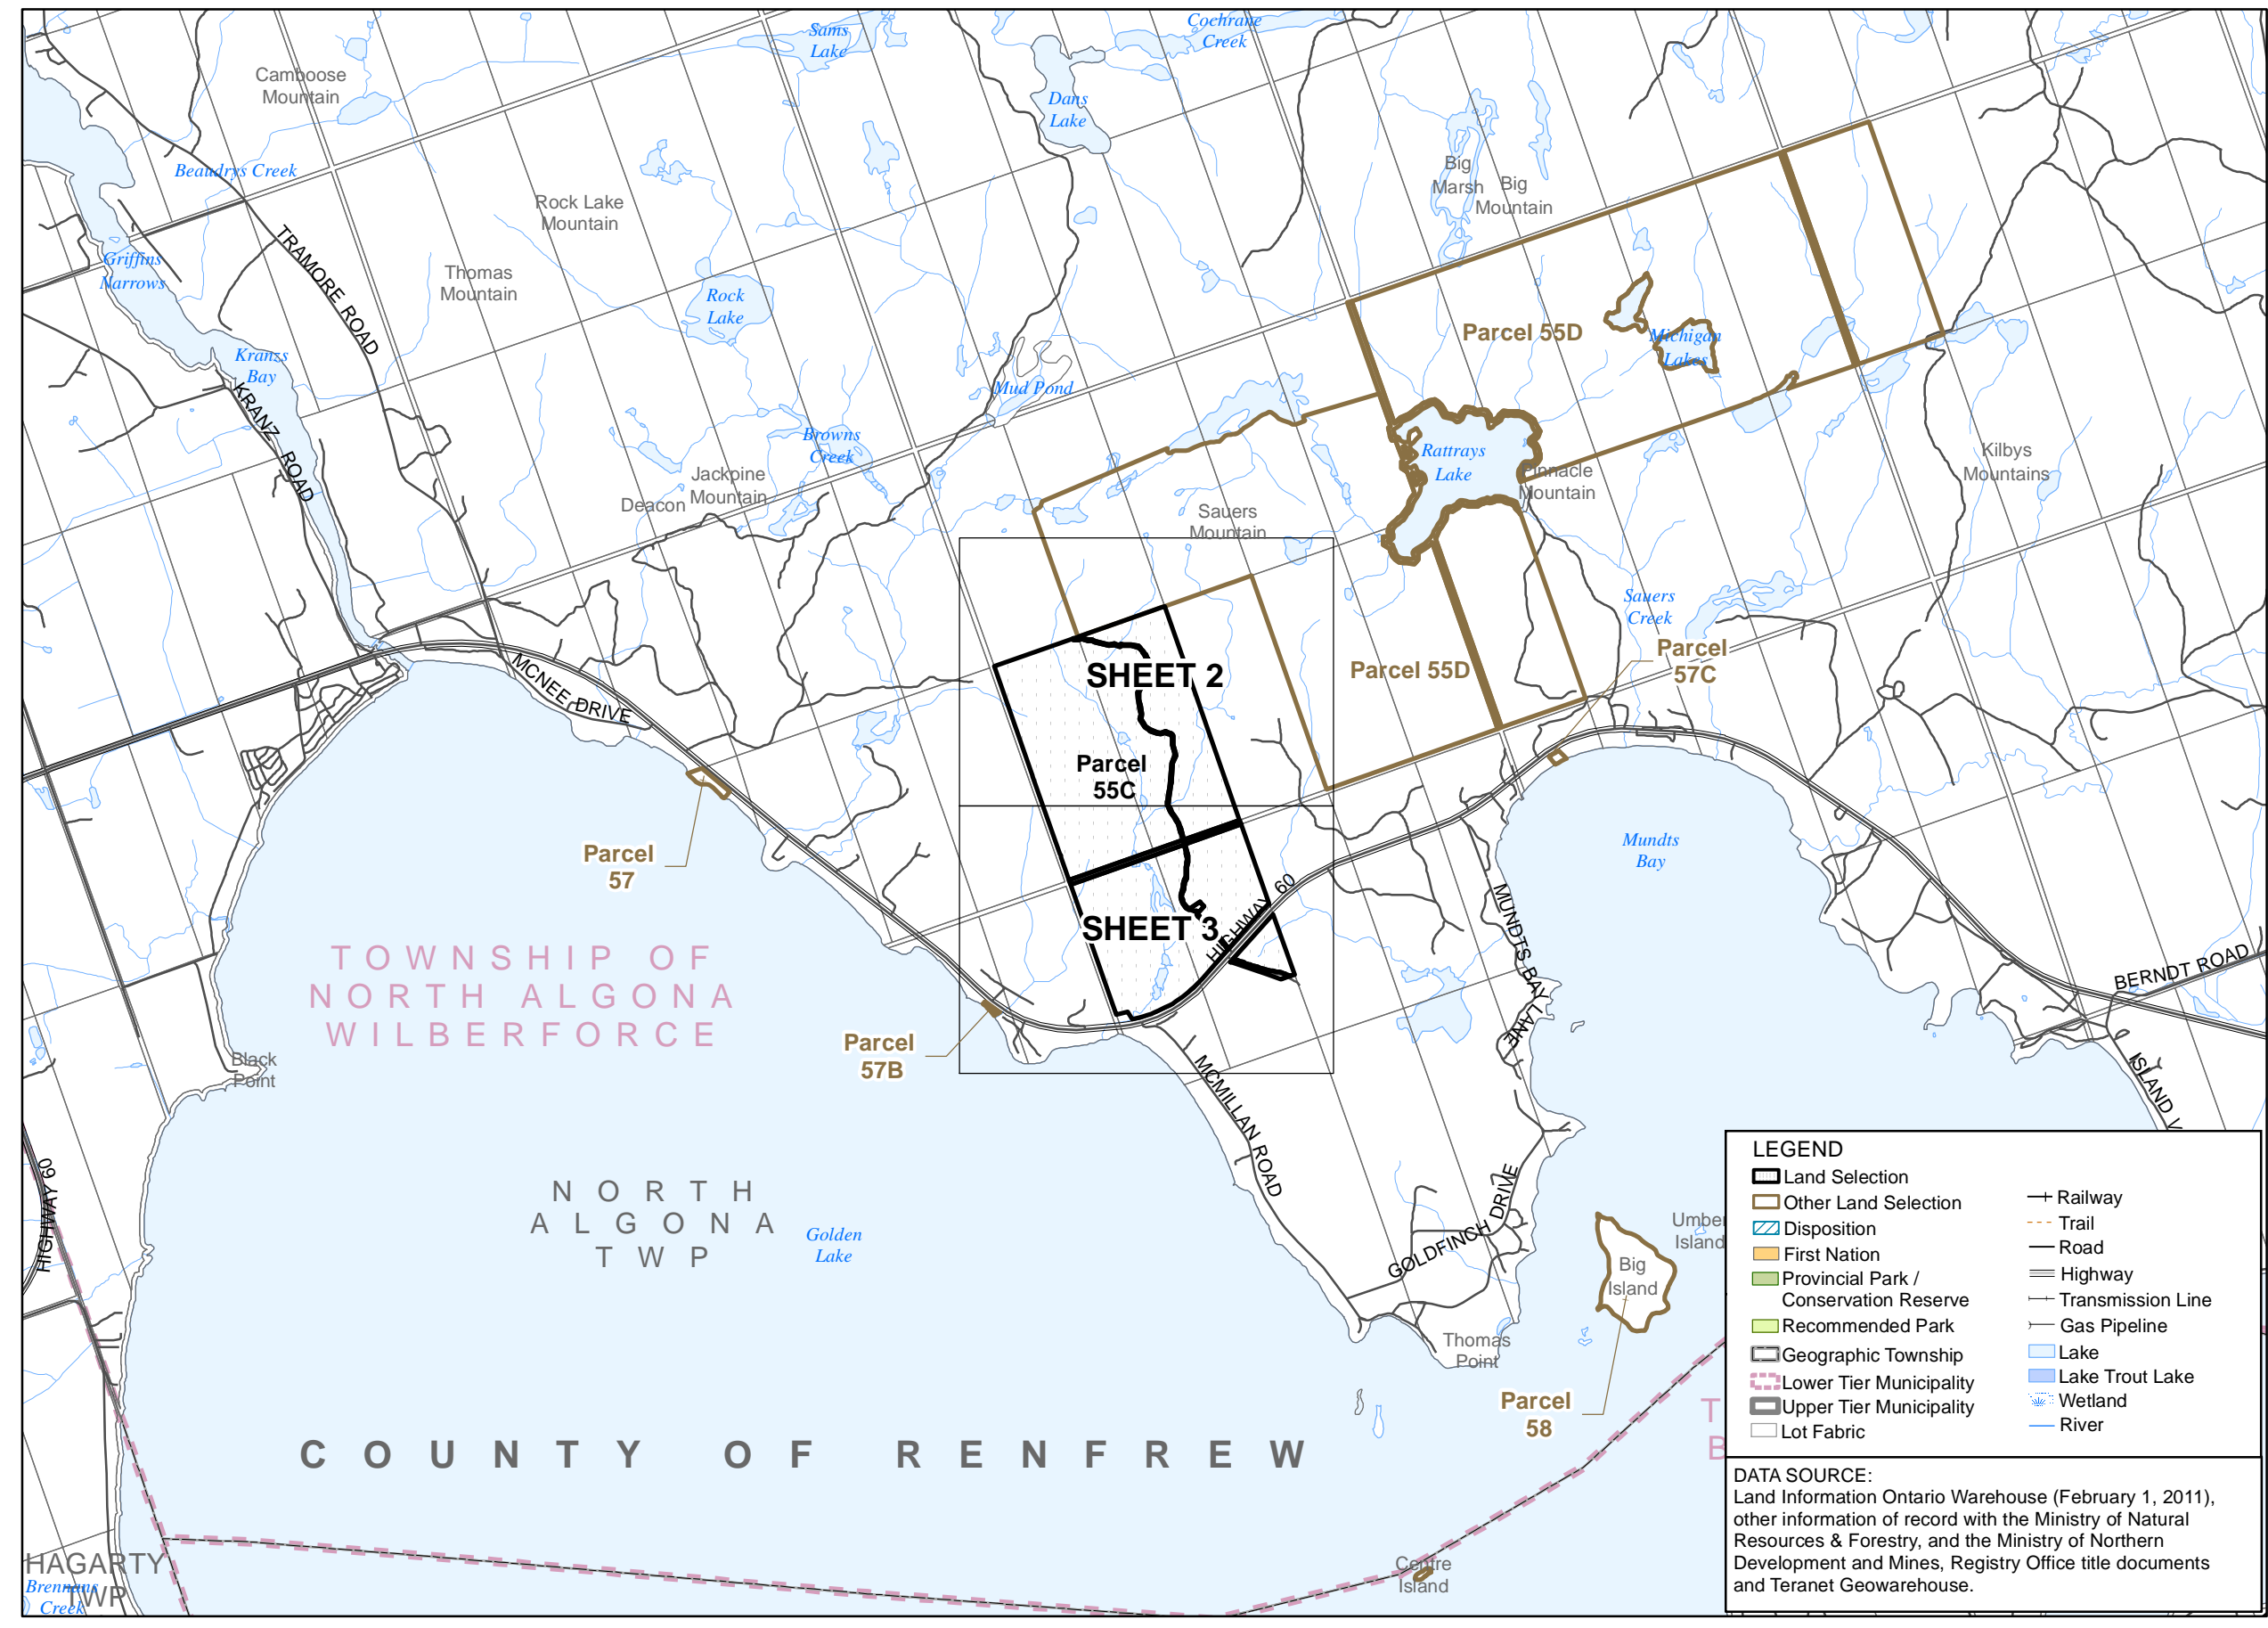 Sams
Lake
Cochrane
Creek
Camboose
Mountain
Dans
Lake
Beaudrys Creek
Big
Marsh
Big
Mountain
Rock Lake
Mountain
TRAMORE ROAD
Griffins
Narrows
Thomas
Mountain
Rock
Lake
Parcel 55D
Michigan
Lakes
Kranzs
Bay
Mud Pond
KRANZ ROAD
Browns
Creek
Rattrays
Lake
Kilbys
Mountains
Jackpine
Mountain
Deacon
Pinnacle
Mountain
Sauers
Mountain
Sauers
Creek
MCNEE DRIVE
SHEET 2
Parcel 55D
Parcel
57C
Parcel
55C
Parcel
57
Mundts
Bay
HIGHWAY 60
SHEET 3
MUNDTS BAY LANE
TOWNSHIP OF
NORTH ALGONA
WILBERFORCE
BERNDT ROAD
Parcel
57B
Black
Point
MCMILLAN ROAD
ISLAND V
HIGHWAY 60
NORTH
ALGONA
TWP
Golden
Lake
GOLDFINCH DRIVE
Umber
Island
Big
Island
Thomas
Point
Parcel
58
T
B
COUNTY OF RENFREW
HAGARTY
TWP
Brennans
Creek
Centre
Island
LEGEND
Land Selection
Other Land Selection
Disposition
First Nation
Provincial Park /
Conservation Reserve
Recommended Park
Geographic Township
Lower Tier Municipality
Upper Tier Municipality
Lot Fabric
Railway
Trail
Road
Highway
Transmission Line
Gas Pipeline
Lake
Lake Trout Lake
Wetland
River
DATA SOURCE:
Land Information Ontario Warehouse (February 1, 2011),
other information of record with the Ministry of Natural
Resources & Forestry, and the Ministry of Northern
Development and Mines, Registry Office title documents
and Teranet Geowarehouse.